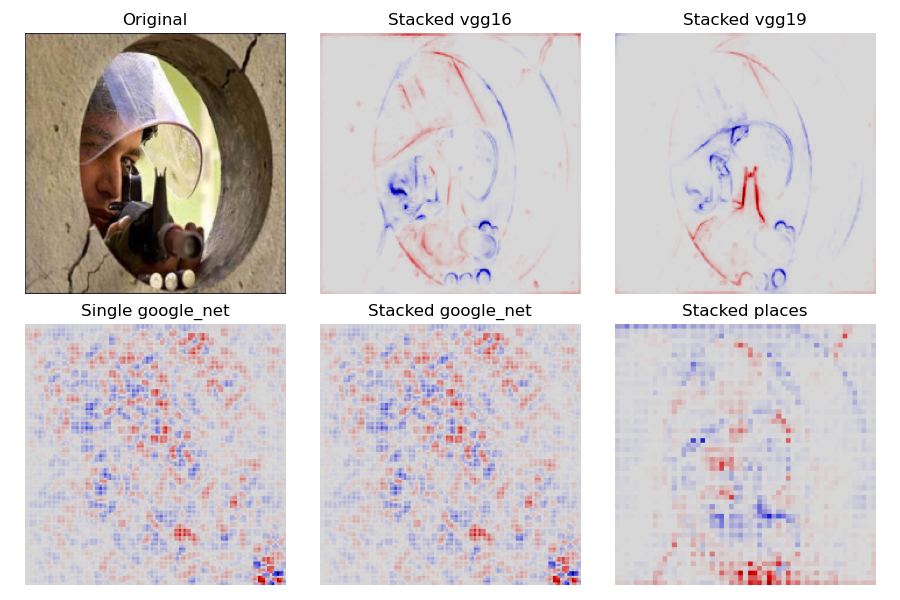 Original
Stacked vgg16
Stacked vgg19
Single google_net
Stacked google_net
Stacked places